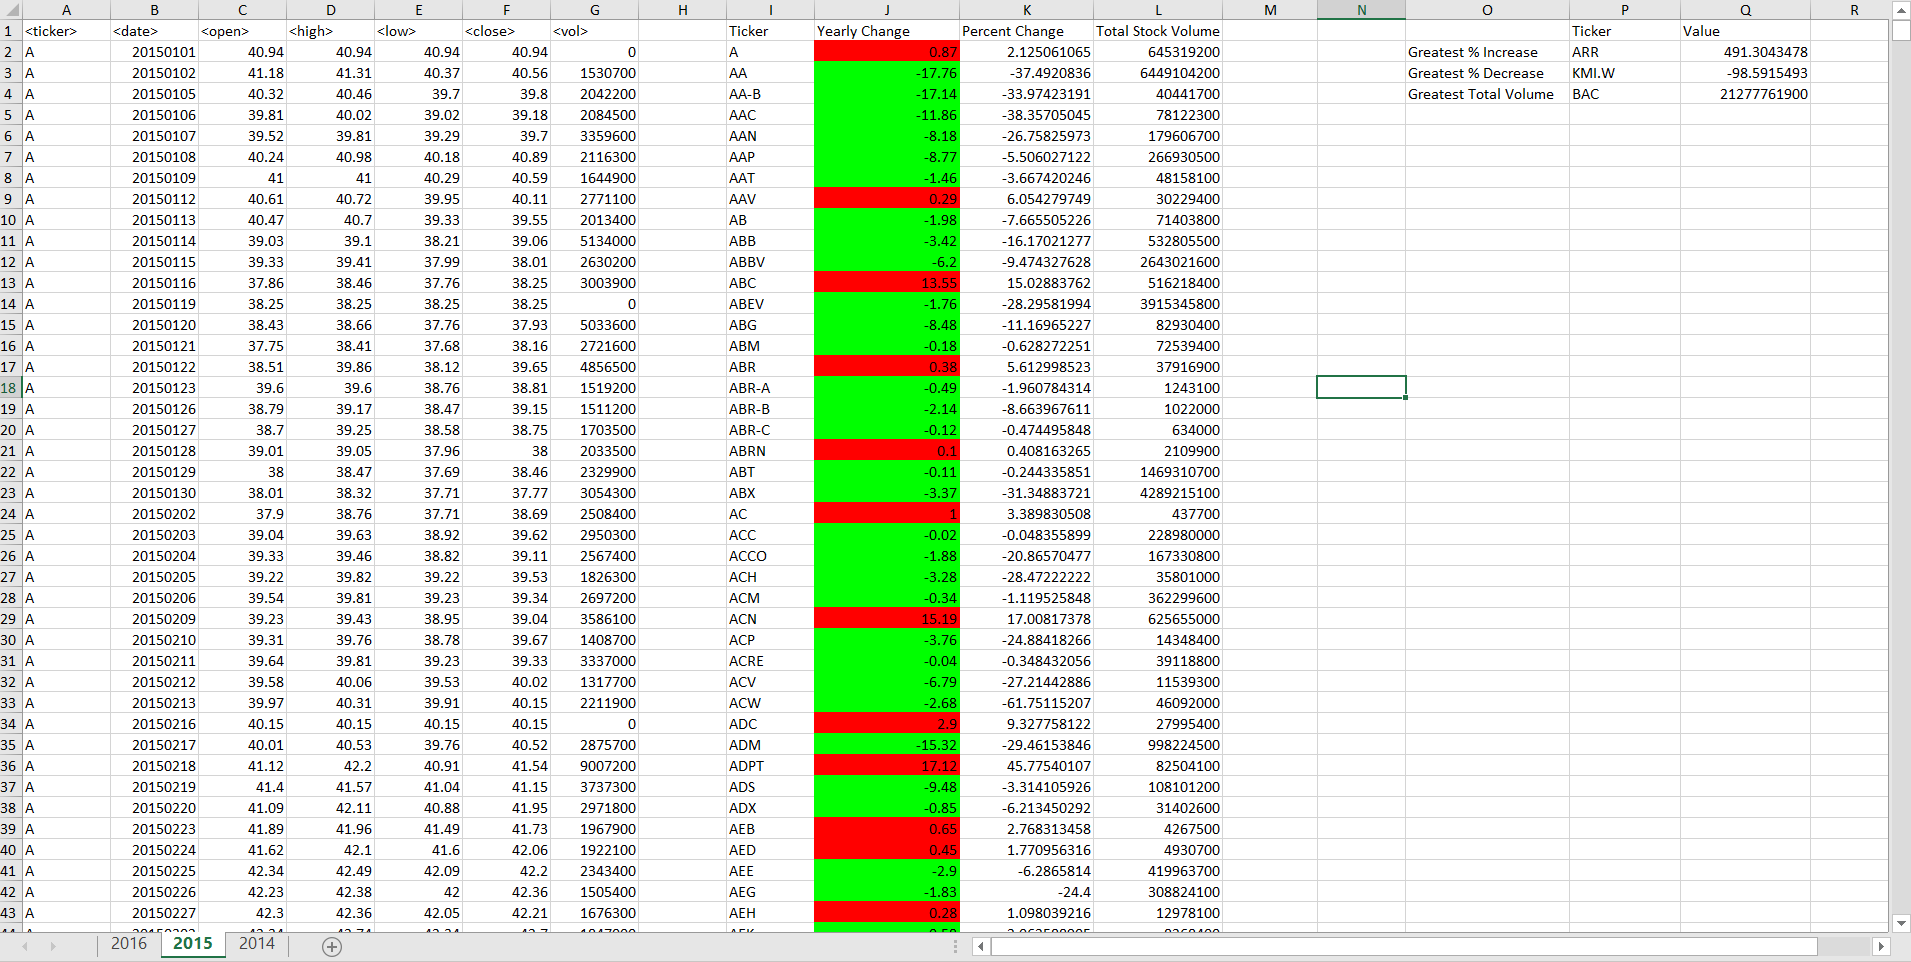 A B C D E F G H I J K L M N O P Q R
1 <ticker> <date> <open> <high> <low> <close> <vol> Ticker Yearly Change Percent Change Total Stock Volume Ticker Value
2 A 20150101 40.94 40.94 40.94 40.94 0 A 0.87 2.125061065 645319200 Greatest % Increase ARR 491.3043478
3 A 20150102 41.18 41.31 40.37 40.56 1530700 AA -17.76 -37.4920836 6449104200 Greatest % Decrease KMI.W -98.5915493
4 A 20150105 40.32 40.46 39.7 39.8 2042200 AA-B -17.14 -33.97423191 40441700 Greatest Total Volume BAC 21277761900
5 A 20150106 39.81 40.02 39.02 39.18 2084500 AAC -11.86 -38.35705045 78122300
6 A 20150107 39.52 39.81 39.29 39.7 3359600 AAN -8.18 -26.75825973 179606700
7 A 20150108 40.24 40.98 40.18 40.89 2116300 AAP -8.77 -5.506027122 266930500
8 A 20150109 41 41 40.29 40.59 1644900 AAT -1.46 -3.667420246 48158100
9 A 20150112 40.61 40.72 39.95 40.11 2771100 AAV 0.29 6.054279749 30229400
10 A 20150113 40.47 40.7 39.33 39.55 2013400 AB -1.98 -7.665505226 71403800
11 A 20150114 39.03 39.1 38.21 39.06 5134000 ABB -3.42 -16.17021277 532805500
12 A 20150115 39.33 39.41 37.99 38.01 2630200 ABBV -6.2 -9.474327628 2643021600
13 A 20150116 37.86 38.46 37.76 38.25 3003900 ABC 13.55 15.02883762 516218400
14 A 20150119 38.25 38.25 38.25 38.25 0 ABEV -1.76 -28.29581994 3915345800
15 A 20150120 38.43 38.66 37.76 37.93 5033600 ABG -8.48 -11.16965227 82930400
16 A 20150121 37.75 38.41 37.68 38.16 2721600 ABM -0.18 -0.628272251 72539400
17 A 20150122 38.51 39.86 38.12 39.65 4856500 ABR 0.38 5.612998523 37916900
18 A 20150123 39.6 39.6 38.76 38.81 1519200 ABR-A -0.49 -1.960784314 1243100
19 A 20150126 38.79 39.17 38.47 39.15 1511200 ABR-B -2.14 -8.663967611 1022000
20 A 20150127 38.7 39.25 38.58 38.75 1703500 ABR-C -0.12 -0.474495848 634000
21 A 20150128 39.01 39.05 37.96 38 2033500 ABRN 0.1 0.408163265 2109900
22 A 20150129 38 38.47 37.69 38.46 2329900 ABT -0.11 -0.244335851 1469310700
23 A 20150130 38.01 38.32 37.71 37.77 3054300 ABX -3.37 -31.34883721 4289215100
24 A 20150202 37.9 38.76 37.71 38.69 2508400 AC 1 3.389830508 437700
25 A 20150203 39.04 39.63 38.92 39.62 2950300 ACC -0.02 -0.048355899 228980000
26 A 20150204 39.33 39.46 38.82 39.11 2567400 ACCO -1.88 -20.86570477 167330800
27 A 20150205 39.22 39.82 39.22 39.53 1826300 ACH -3.28 -28.47222222 35801000
28 A 20150206 39.54 39.81 39.23 39.34 2697200 ACM -0.34 -1.119525848 362299600
29 A 20150209 39.23 39.43 38.95 39.04 3586100 ACN 15.19 17.00817378 625655000
30 A 20150210 39.31 39.76 38.78 39.67 1408700 ACP -3.76 -24.88418266 14348400
31 A 20150211 39.64 39.81 39.23 39.33 3337000 ACRE -0.04 -0.348432056 39118800
32 A 20150212 39.58 40.06 39.53 40.02 1317700 ACV -6.79 -27.21442886 11539300
33 A 20150213 39.97 40.31 39.91 40.15 2211900 ACW -2.68 -61.75115207 46092000
34 A 20150216 40.15 40.15 40.15 40.15 0 ADC 2.9 9.327758122 27995400
35 A 20150217 40.01 40.53 39.76 40.52 2875700 ADM -15.32 -29.46153846 998224500
36 A 20150218 41.12 42.2 40.91 41.54 9007200 ADPT 17.12 45.77540107 82504100
37 A 20150219 41.4 41.57 41.04 41.15 3737300 ADS -9.48 -3.314105926 108101200
38 A 20150220 41.09 42.11 40.88 41.95 2971800 ADX -0.85 -6.213450292 31402600
39 A 20150223 41.89 41.96 41.49 41.73 1967900 AEB 0.65 2.768313458 4267500
40 A 20150224 41.62 42.1 41.6 42.06 1922100 AED 0.45 1.770956316 4930700
41 A 20150225 42.34 42.49 42.09 42.2 2343400 AEE -2.9 -6.2865814 419963700
42 A 20150226 42.23 42.38 42 42.36 1505400 AEG -1.83 -24.4 308824100
43 A 20150227 42.3 42.36 42.05 42.21 1676300 AEH 0.28 1.098039216 12978100
2016 2015 2014